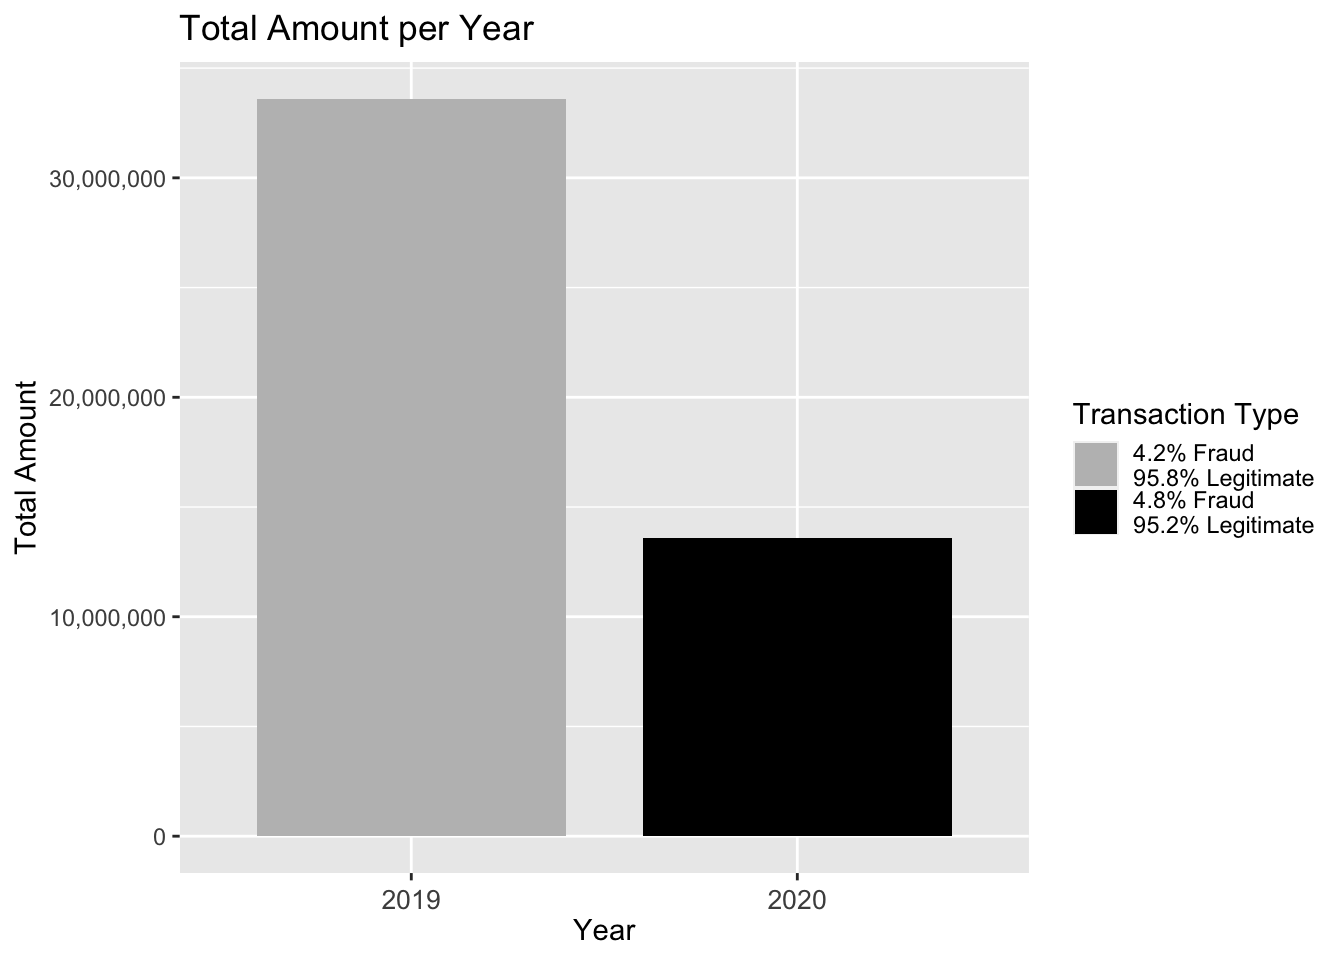 Total Amount per Year
Total Amount
30,000,000
20,000,000
10,000,000
0
2019
2020
Year
Transaction Type
4.2% Fraud
95.8% Legitimate
4.8% Fraud
95.2% Legitimate